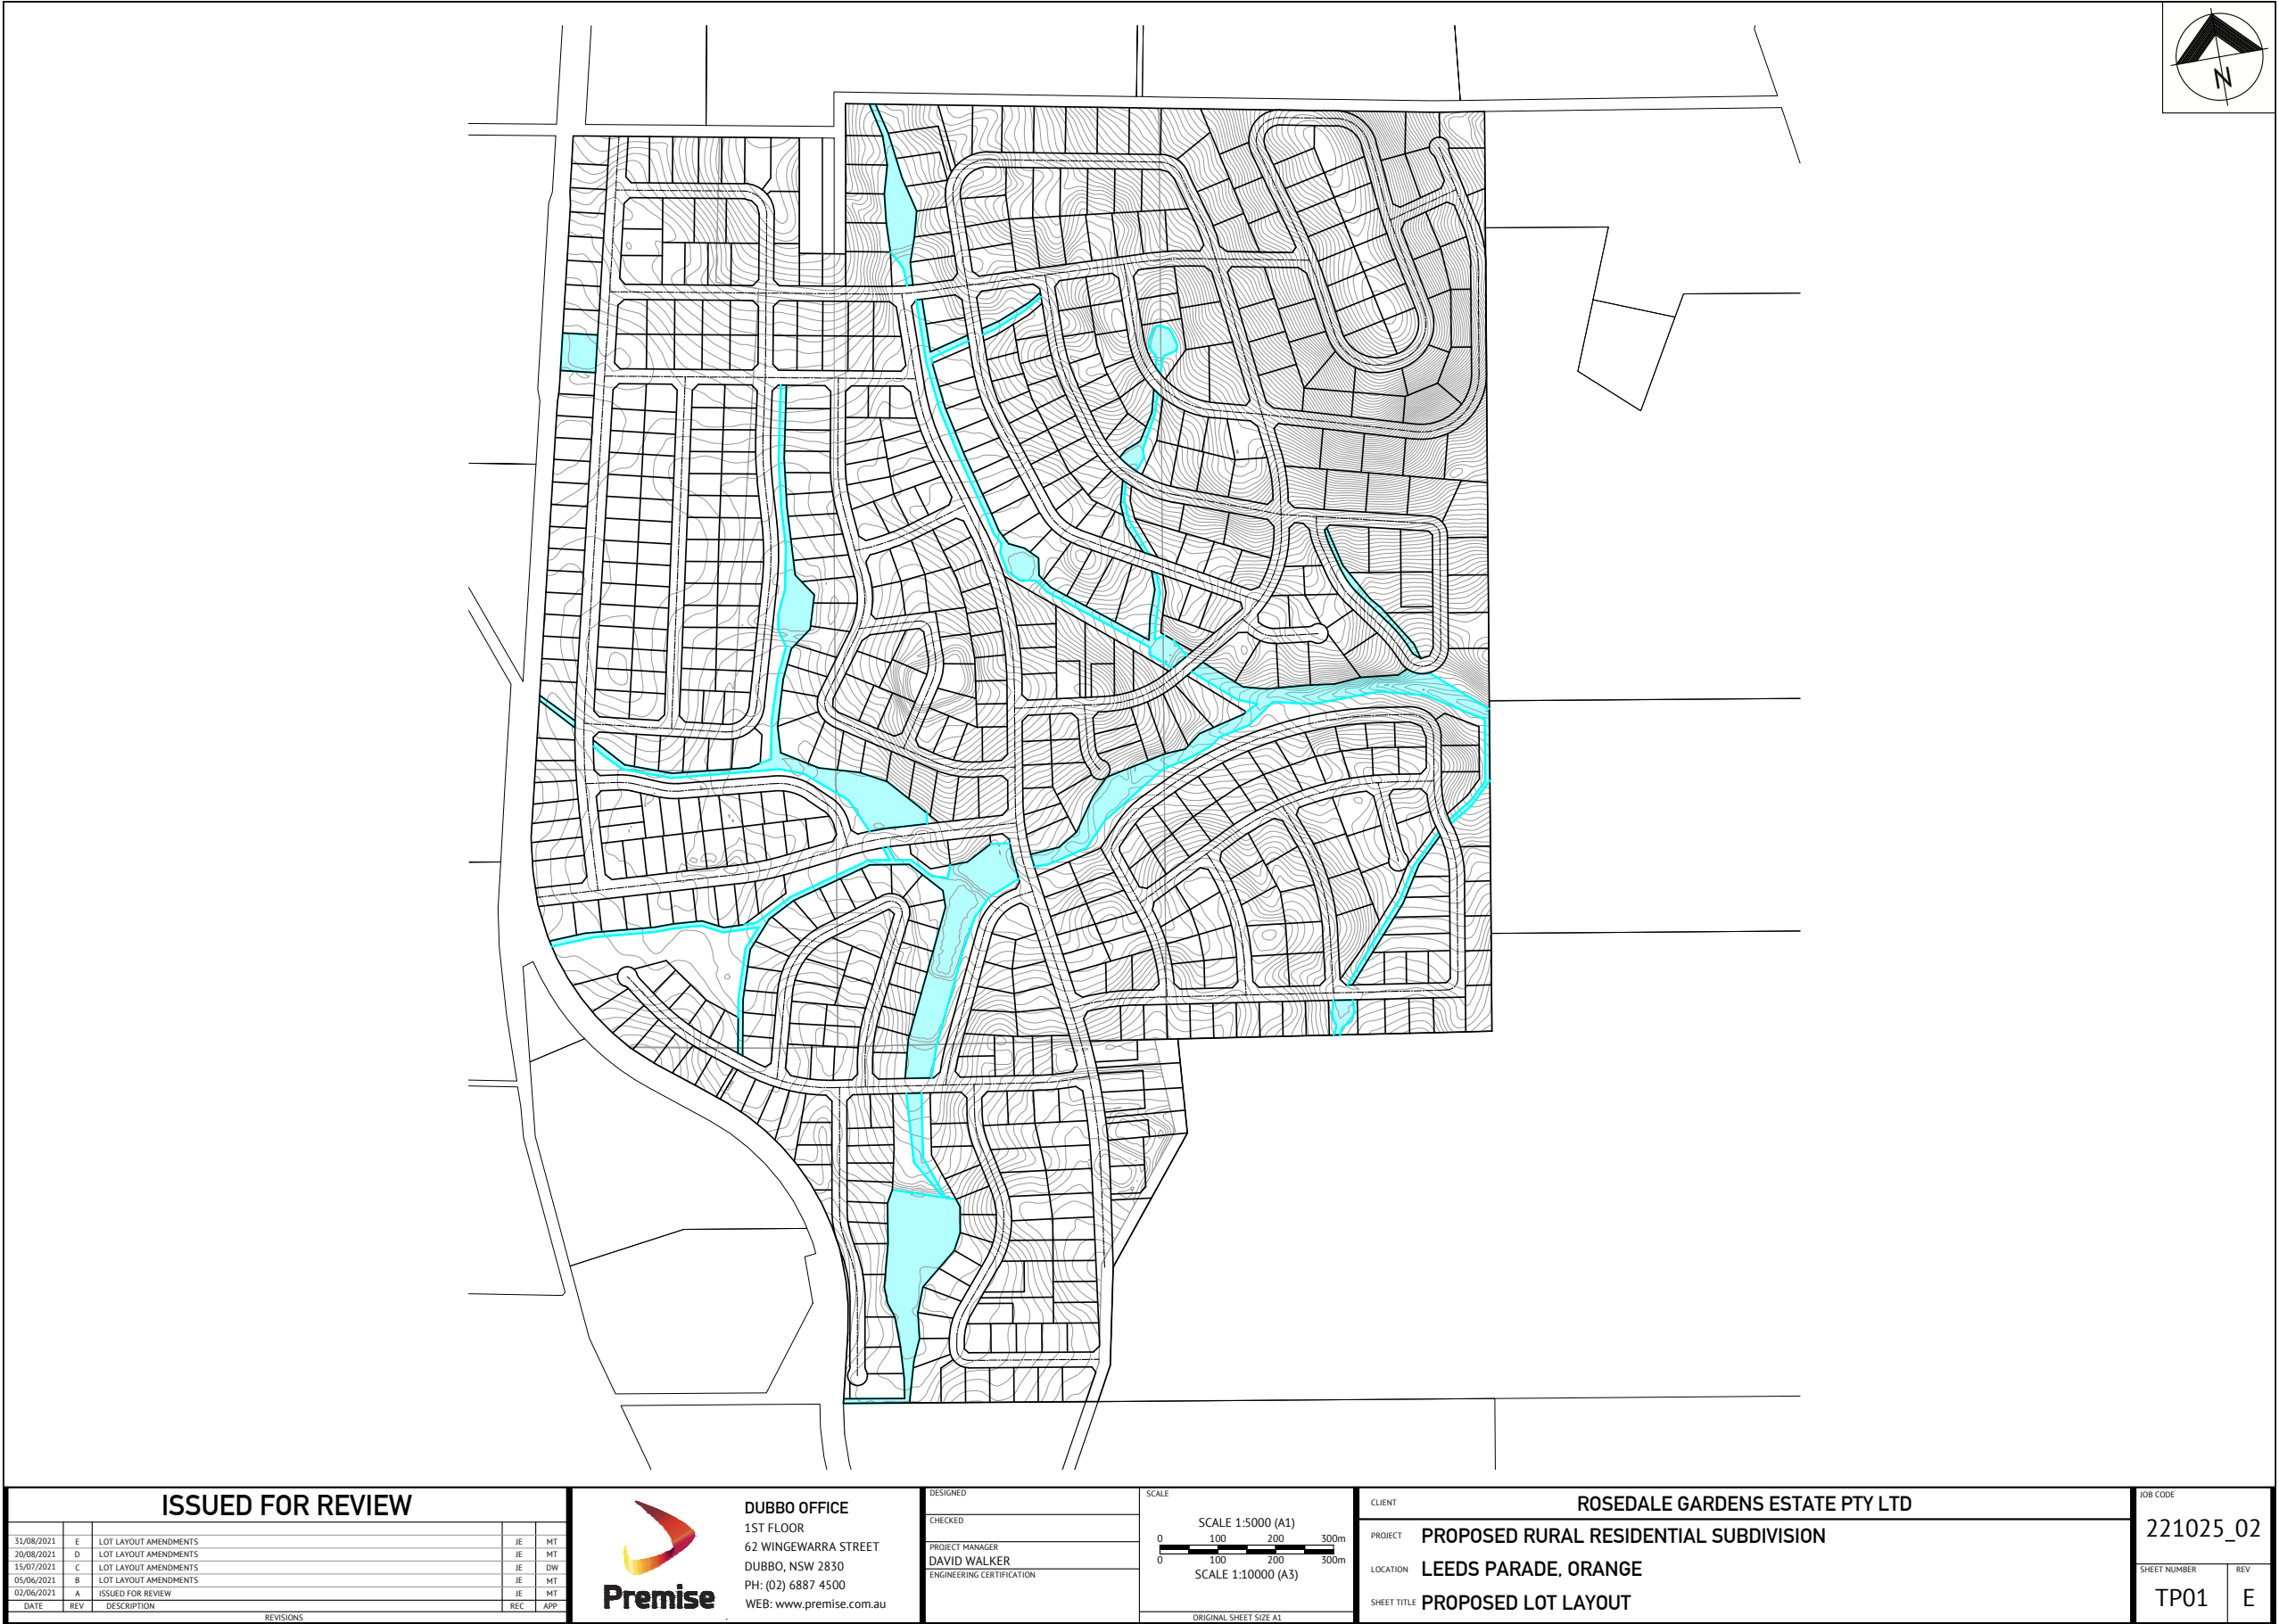 N
ISSUED FOR REVIEW
31/08/2021 E LOT LAYOUT AMENDMENTS JE MT
20/08/2021 D LOT LAYOUT AMENDMENTS JE MT
15/07/2021 C LOT LAYOUT AMENDMENTS JE DW
05/06/2021 B LOT LAYOUT AMENDMENTS JE MT
02/06/2021 A ISSUED FOR REVIEW JE MT
DATE REV DESCRIPTION REC APP
REVISIONS
Premise
DUBBO OFFICE
1ST FLOOR
62 WINGEWARRA STREET
DUBBO, NSW 2830
PH: (02) 6887 4500
WEB: www.premise.com.au
DESIGNED
CHECKED
PROJECT MANAGER
DAVID WALKER
ENGINEERING CERTIFICATION
SCALE
SCALE 1:5000 (A1)
0 100 200 300m
0 100 200 300m
SCALE 1:10000 (A3)
ORIGINAL SHEET SIZE A1
CLIENT ROSEDALE GARDENS ESTATE PTY LTD
PROJECT PROPOSED RURAL RESIDENTIAL SUBDIVISION
LOCATION LEEDS PARADE, ORANGE
SHEET TITLE PROPOSED LOT LAYOUT
JOB CODE
221025_02
SHEET NUMBER REV
TP01 E